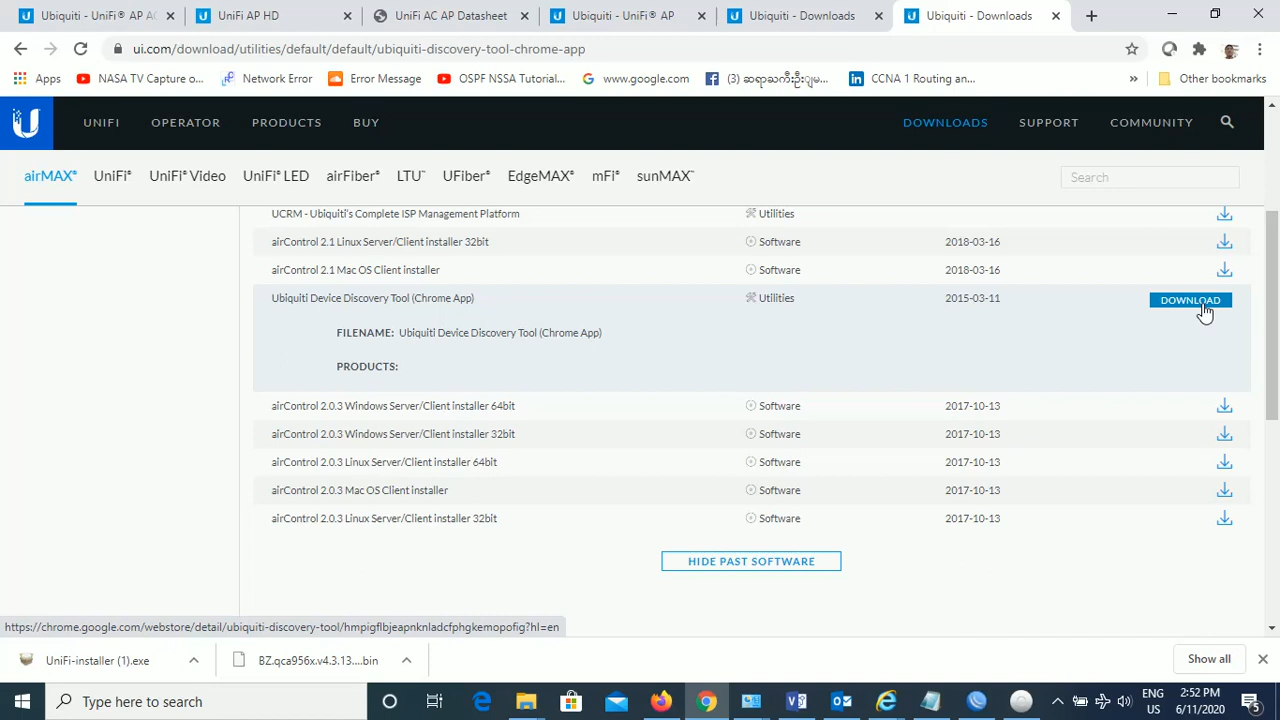 Ubiquiti - UniFi® AP AC
UniFi AP HD
UniFi AC AP Datasheet
Ubiquiti - UniFi® AP
Ubiquiti - Downloads
Ubiquiti - Downloads
ui.com/download/utilities/default/default/ubiquiti-discovery-tool-chrome-app
Apps
NASA TV Capture o...
Network Error
Error Message
OSPF NSSA Tutorial...
www.google.com
(3) ဆရာႀကီးဦးျမ...
CCNA 1 Routing an...
»
Other bookmarks
UNIFI
OPERATOR
PRODUCTS
BUY
DOWNLOADS
SUPPORT
COMMUNITY
airMAX®
UniFi®
UniFi® Video
UniFi® LED
airFiber®
LTU™
UFiber®
EdgeMAX®
mFi®
sunMAX™
Search
UCRM - Ubiquiti's Complete ISP Management Platform Utilities
airControl 2.1 Linux Server/Client installer 32bit Software 2018-03-16
airControl 2.1 Mac OS Client installer Software 2018-03-16
Ubiquiti Device Discovery Tool (Chrome App) Utilities 2015-03-11 DOWNLOAD
FILENAME: Ubiquiti Device Discovery Tool (Chrome App)
PRODUCTS:
airControl 2.0.3 Windows Server/Client installer 64bit Software 2017-10-13
airControl 2.0.3 Windows Server/Client installer 32bit Software 2017-10-13
airControl 2.0.3 Linux Server/Client installer 64bit Software 2017-10-13
airControl 2.0.3 Mac OS Client installer Software 2017-10-13
airControl 2.0.3 Linux Server/Client installer 32bit Software 2017-10-13
HIDE PAST SOFTWARE
https://chrome.google.com/webstore/detail/ubiquiti-discovery-tool/hmpigflbjeapnknladcfphgkemopofig?hl=en
UniFi-installer (1).exe
BZ.qca956x.v4.3.13....bin
Show all
Type here to search
ENG
US
2:52 PM
6/11/2020
5